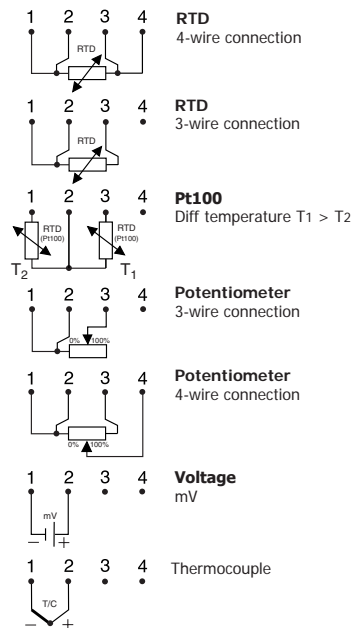 1 2 3 4
RTD
RTD
4-wire connection
1 2 3 4
RTD
RTD
3-wire connection
1 2 3 4
RTD
(Pt100)
RTD
(Pt100)
T2
T1
Pt100
Diff temperature T1 > T2
1 2 3 4
0% 100%
Potentiometer
3-wire connection
1 2 3 4
0% 100%
Potentiometer
4-wire connection
1 2 3 4
mV
– +
Voltage
mV
1 2 3 4
T/C
– +
Thermocouple